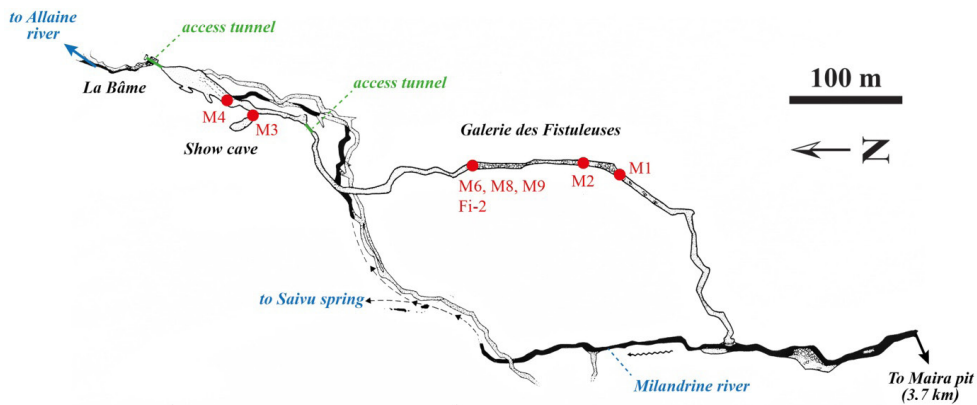 to Allaine
river
access tunnel
La Bâme
access tunnel
100 m
M4
M3
Show cave
Galerie des Fistuleuses
N
M6, M8, M9
Fi-2
M2
M1
to Saivu spring
Milandrine river
To Maira pit
(3.7 km)